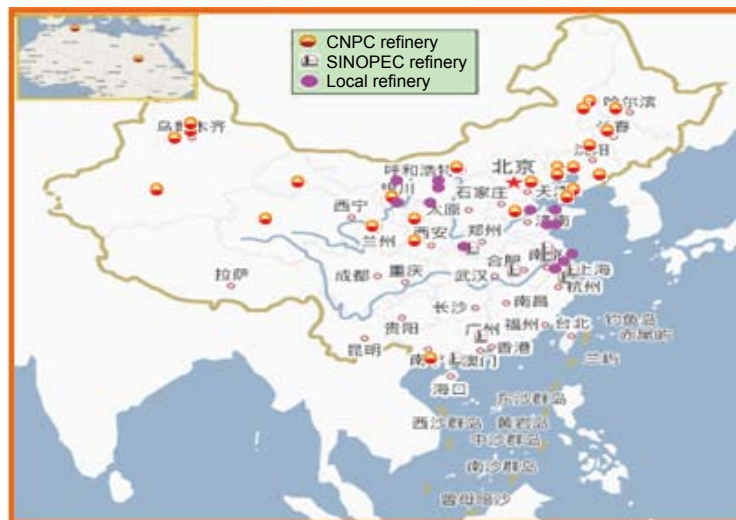 CNPC refinery
SINOPEC refinery
Local refinery
哈尔滨
长春
沈阳
乌鲁木齐
呼和浩特
北京
银川
天津
石家庄
太原
西宁
济南
兰州
西安
郑州
南京
合肥
上海
拉萨
成都
重庆
武汉
杭州
长沙
南昌
贵阳
福州
台北
钓鱼岛
赤尾屿
昆明
广州
香港
澳门
兰屿
海口
东沙群岛
西沙群岛
黄岩岛
中沙群岛
南沙群岛
曾母暗沙